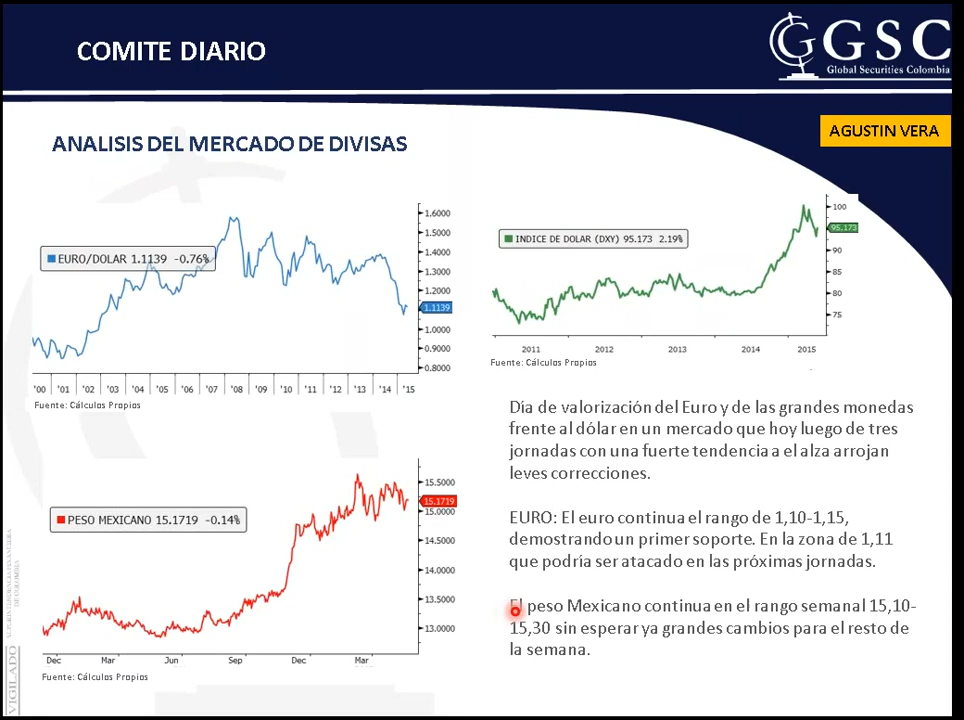 COMITE DIARIO
GGSC
Global Securities Colombia
AGUSTIN VERA
ANALISIS DEL MERCADO DE DIVISAS
EURO/DOLAR 1.1139 -0.76%
1.6000
1.5000
1.4000
1.3000
1.2000
1.1139
1.0000
0.9000
0.8000
'00 '01 '02 '03 '04 '05 '06 '07 '08 '09 '10 '11 '12 '13 '14 '15
Fuente: Cálculos Propios
INDICE DE DOLAR (DXY) 95.173 2.19%
100
95.173
90
85
80
75
2011 2012 2013 2014 2015
Fuente: Cálculos Propios
PESO MEXICANO 15.1719 -0.14%
15.5000
15.1719
15.0000
14.5000
14.0000
13.5000
13.0000
Dec Mar Jun Sep Dec Mar
Fuente: Cálculos Propios
Día de valorización del Euro y de las grandes monedas
frente al dólar en un mercado que hoy luego de tres
jornadas con una fuerte tendencia a el alza arrojan
leves correcciones.
EURO: El euro continua el rango de 1,10-1,15,
demostrando un primer soporte. En la zona de 1,11
que podría ser atacado en las próximas jornadas.
El peso Mexicano continua en el rango semanal 15,10-
15,30 sin esperar ya grandes cambios para el resto de
la semana.
VIGILADO